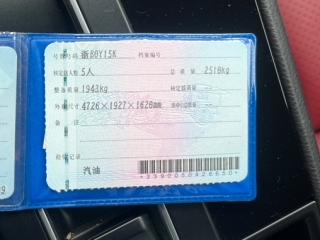 号牌号码 浙B0Y15K 档案编号
核定载人数 5人 总质量 2518kg
整备质量 1943kg 核定载质量 --
外廓尺寸 4726×1927×1626mm 准牵引总质量 --
备注
检验记录
汽油